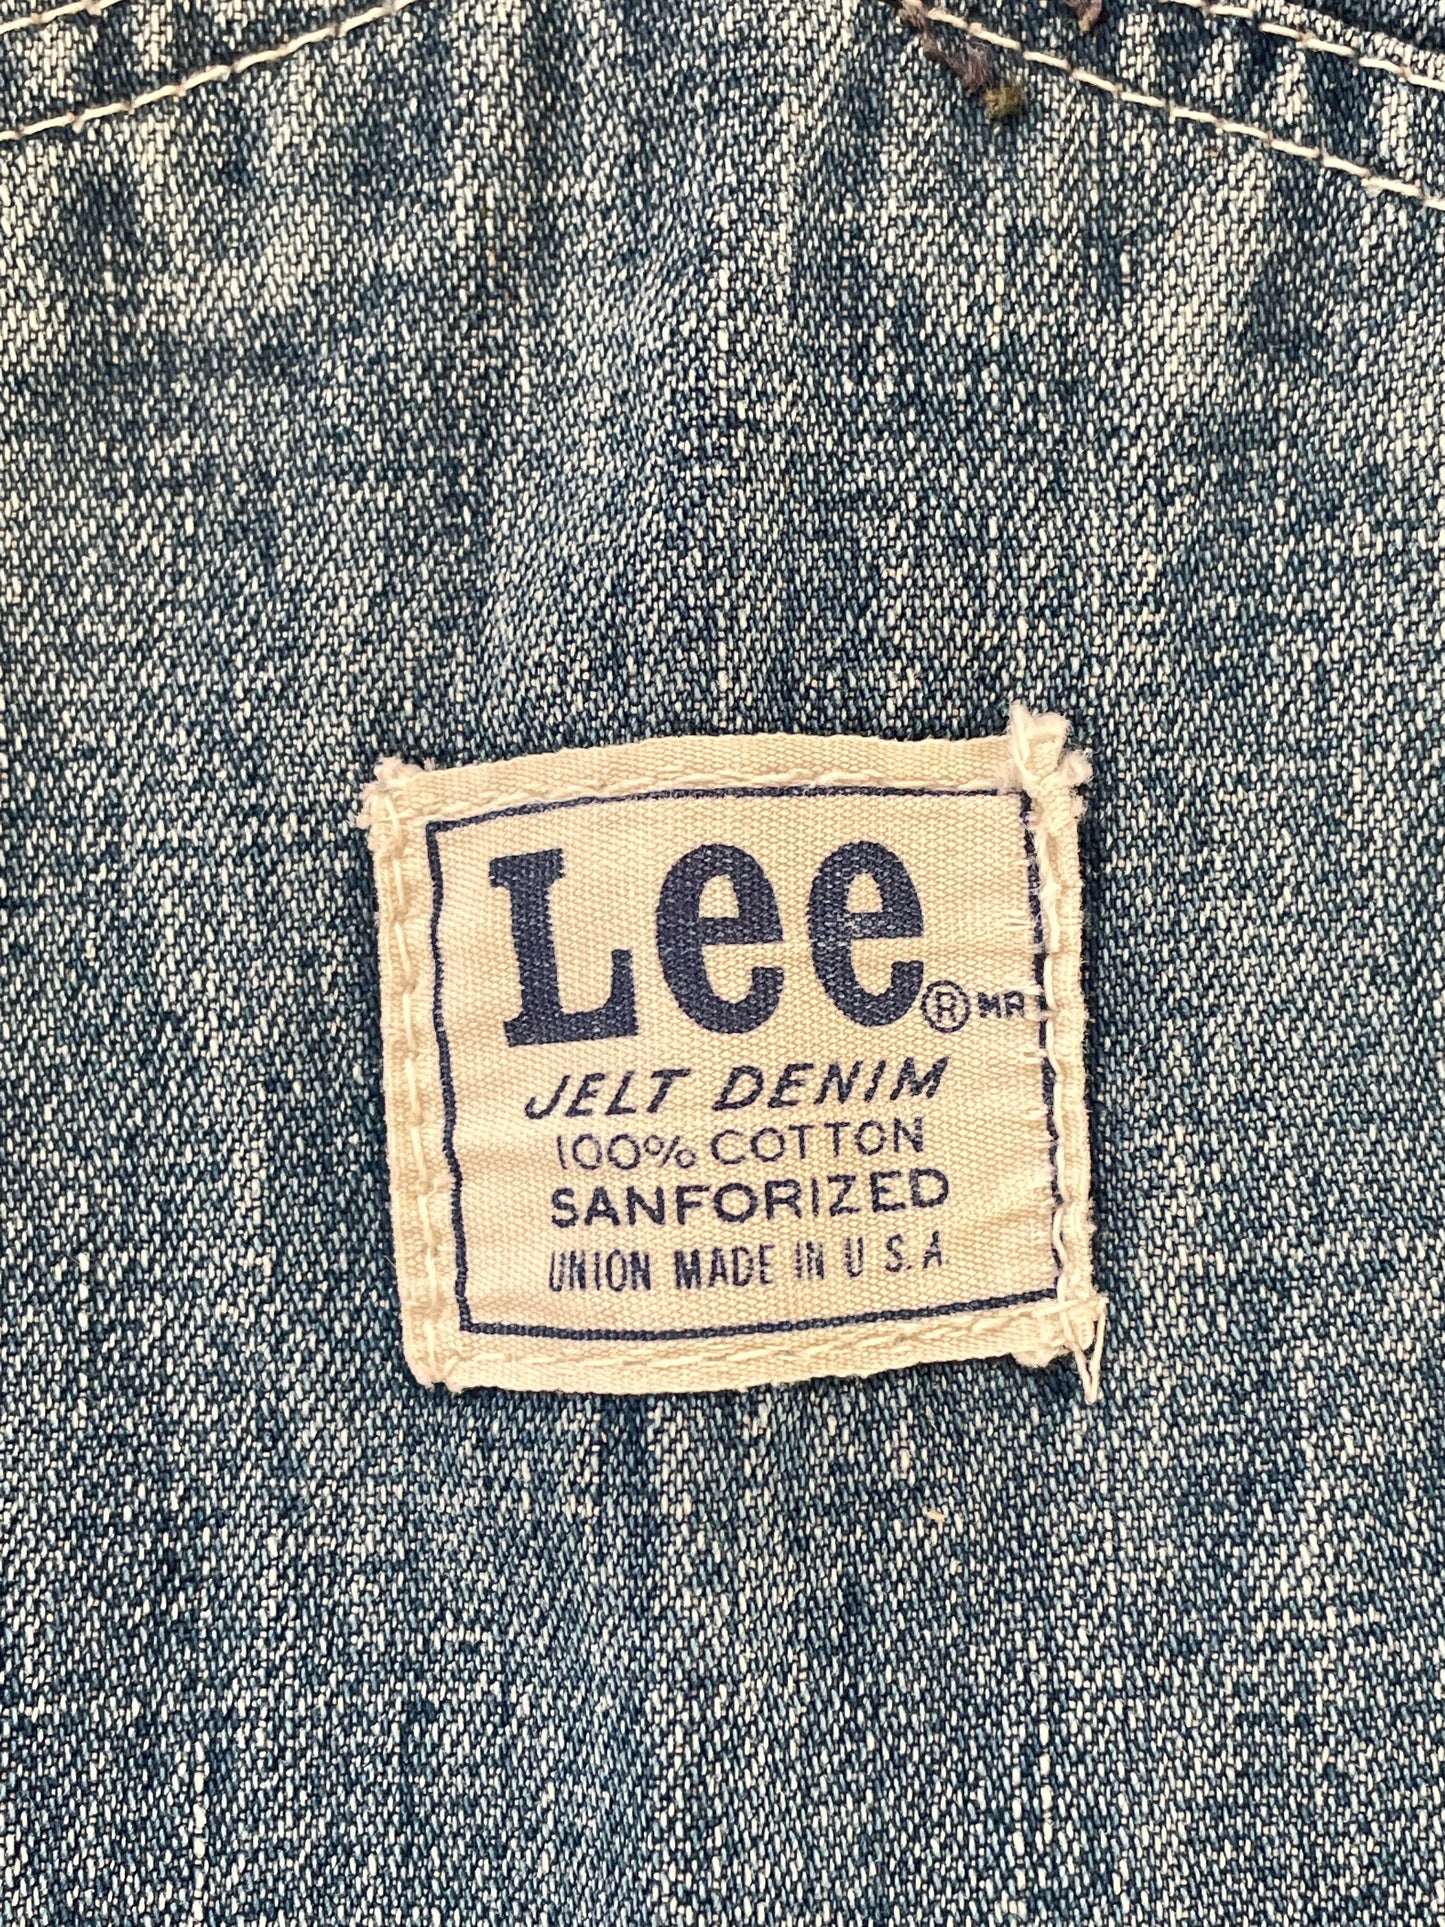 Lee ® MR
JELT DENIM
100% COTTON
SANFORIZED
UNION MADE IN U S.A